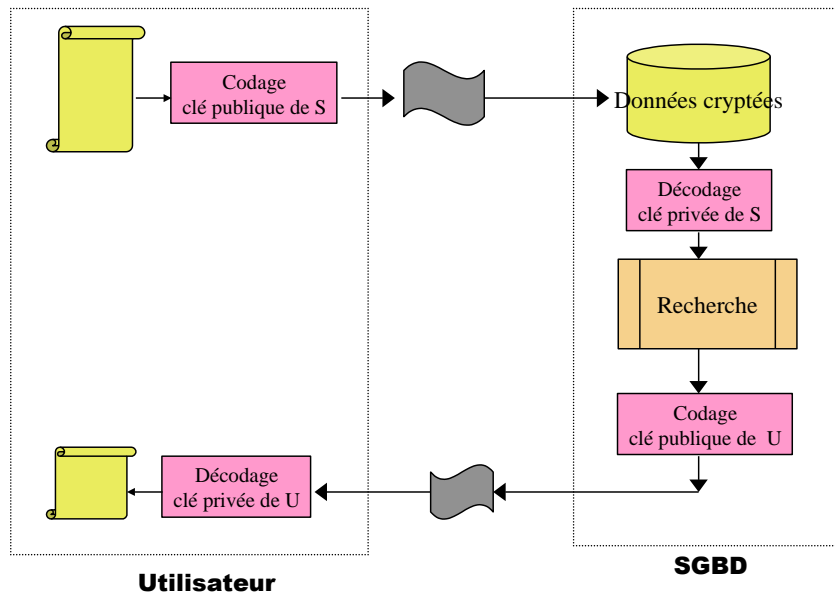 Codage
clé publique de S
Données cryptées
Décodage
clé privée de S
Recherche
Codage
clé publique de U
Décodage
clé privée de U
Utilisateur
SGBD